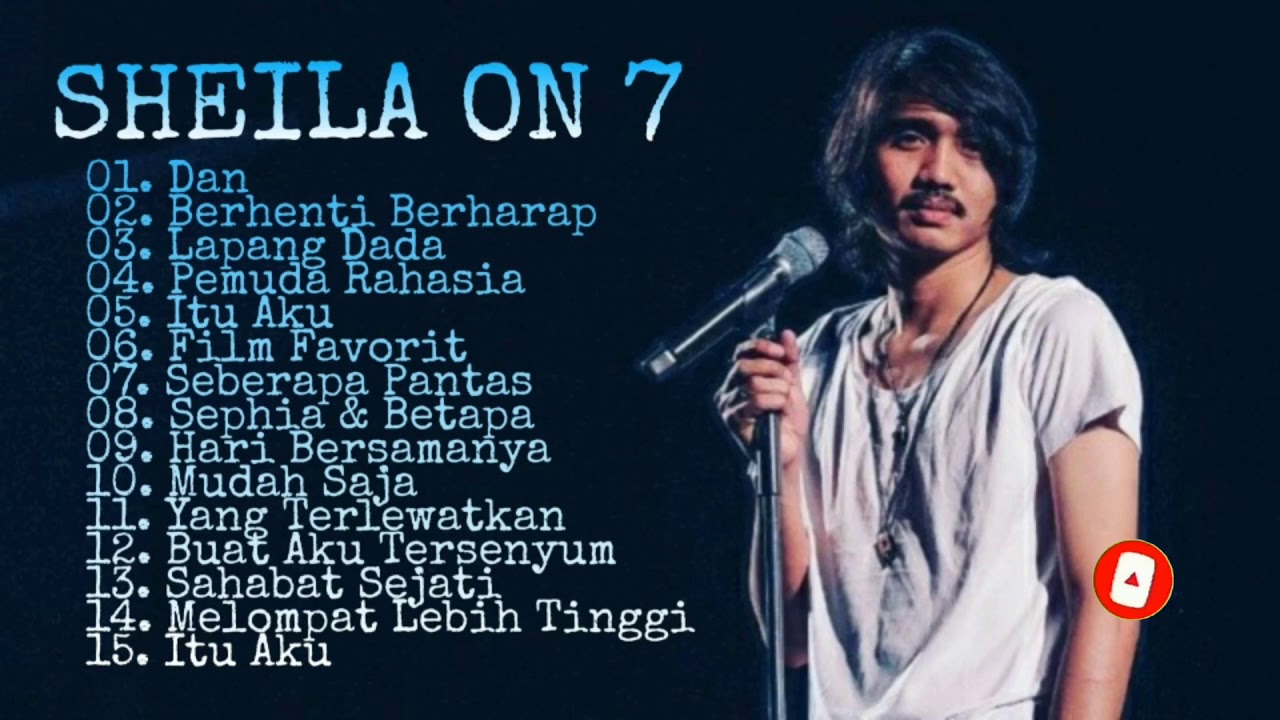 SHEILA ON 7
01. Dan
02. Berhenti Berharap
03. Lapang Dada
04. Pemuda Rahasia
05. Itu Aku
06. Film Favorit
07. Seberapa Pantas
08. Sephia & Betapa
09. Hari Bersamanya
10. Mudah Saja
11. Yang Terlewatkan
12. Buat Aku Tersenyum
13. Sahabat Sejati
14. Melompat Lebih Tinggi
15. Itu Aku